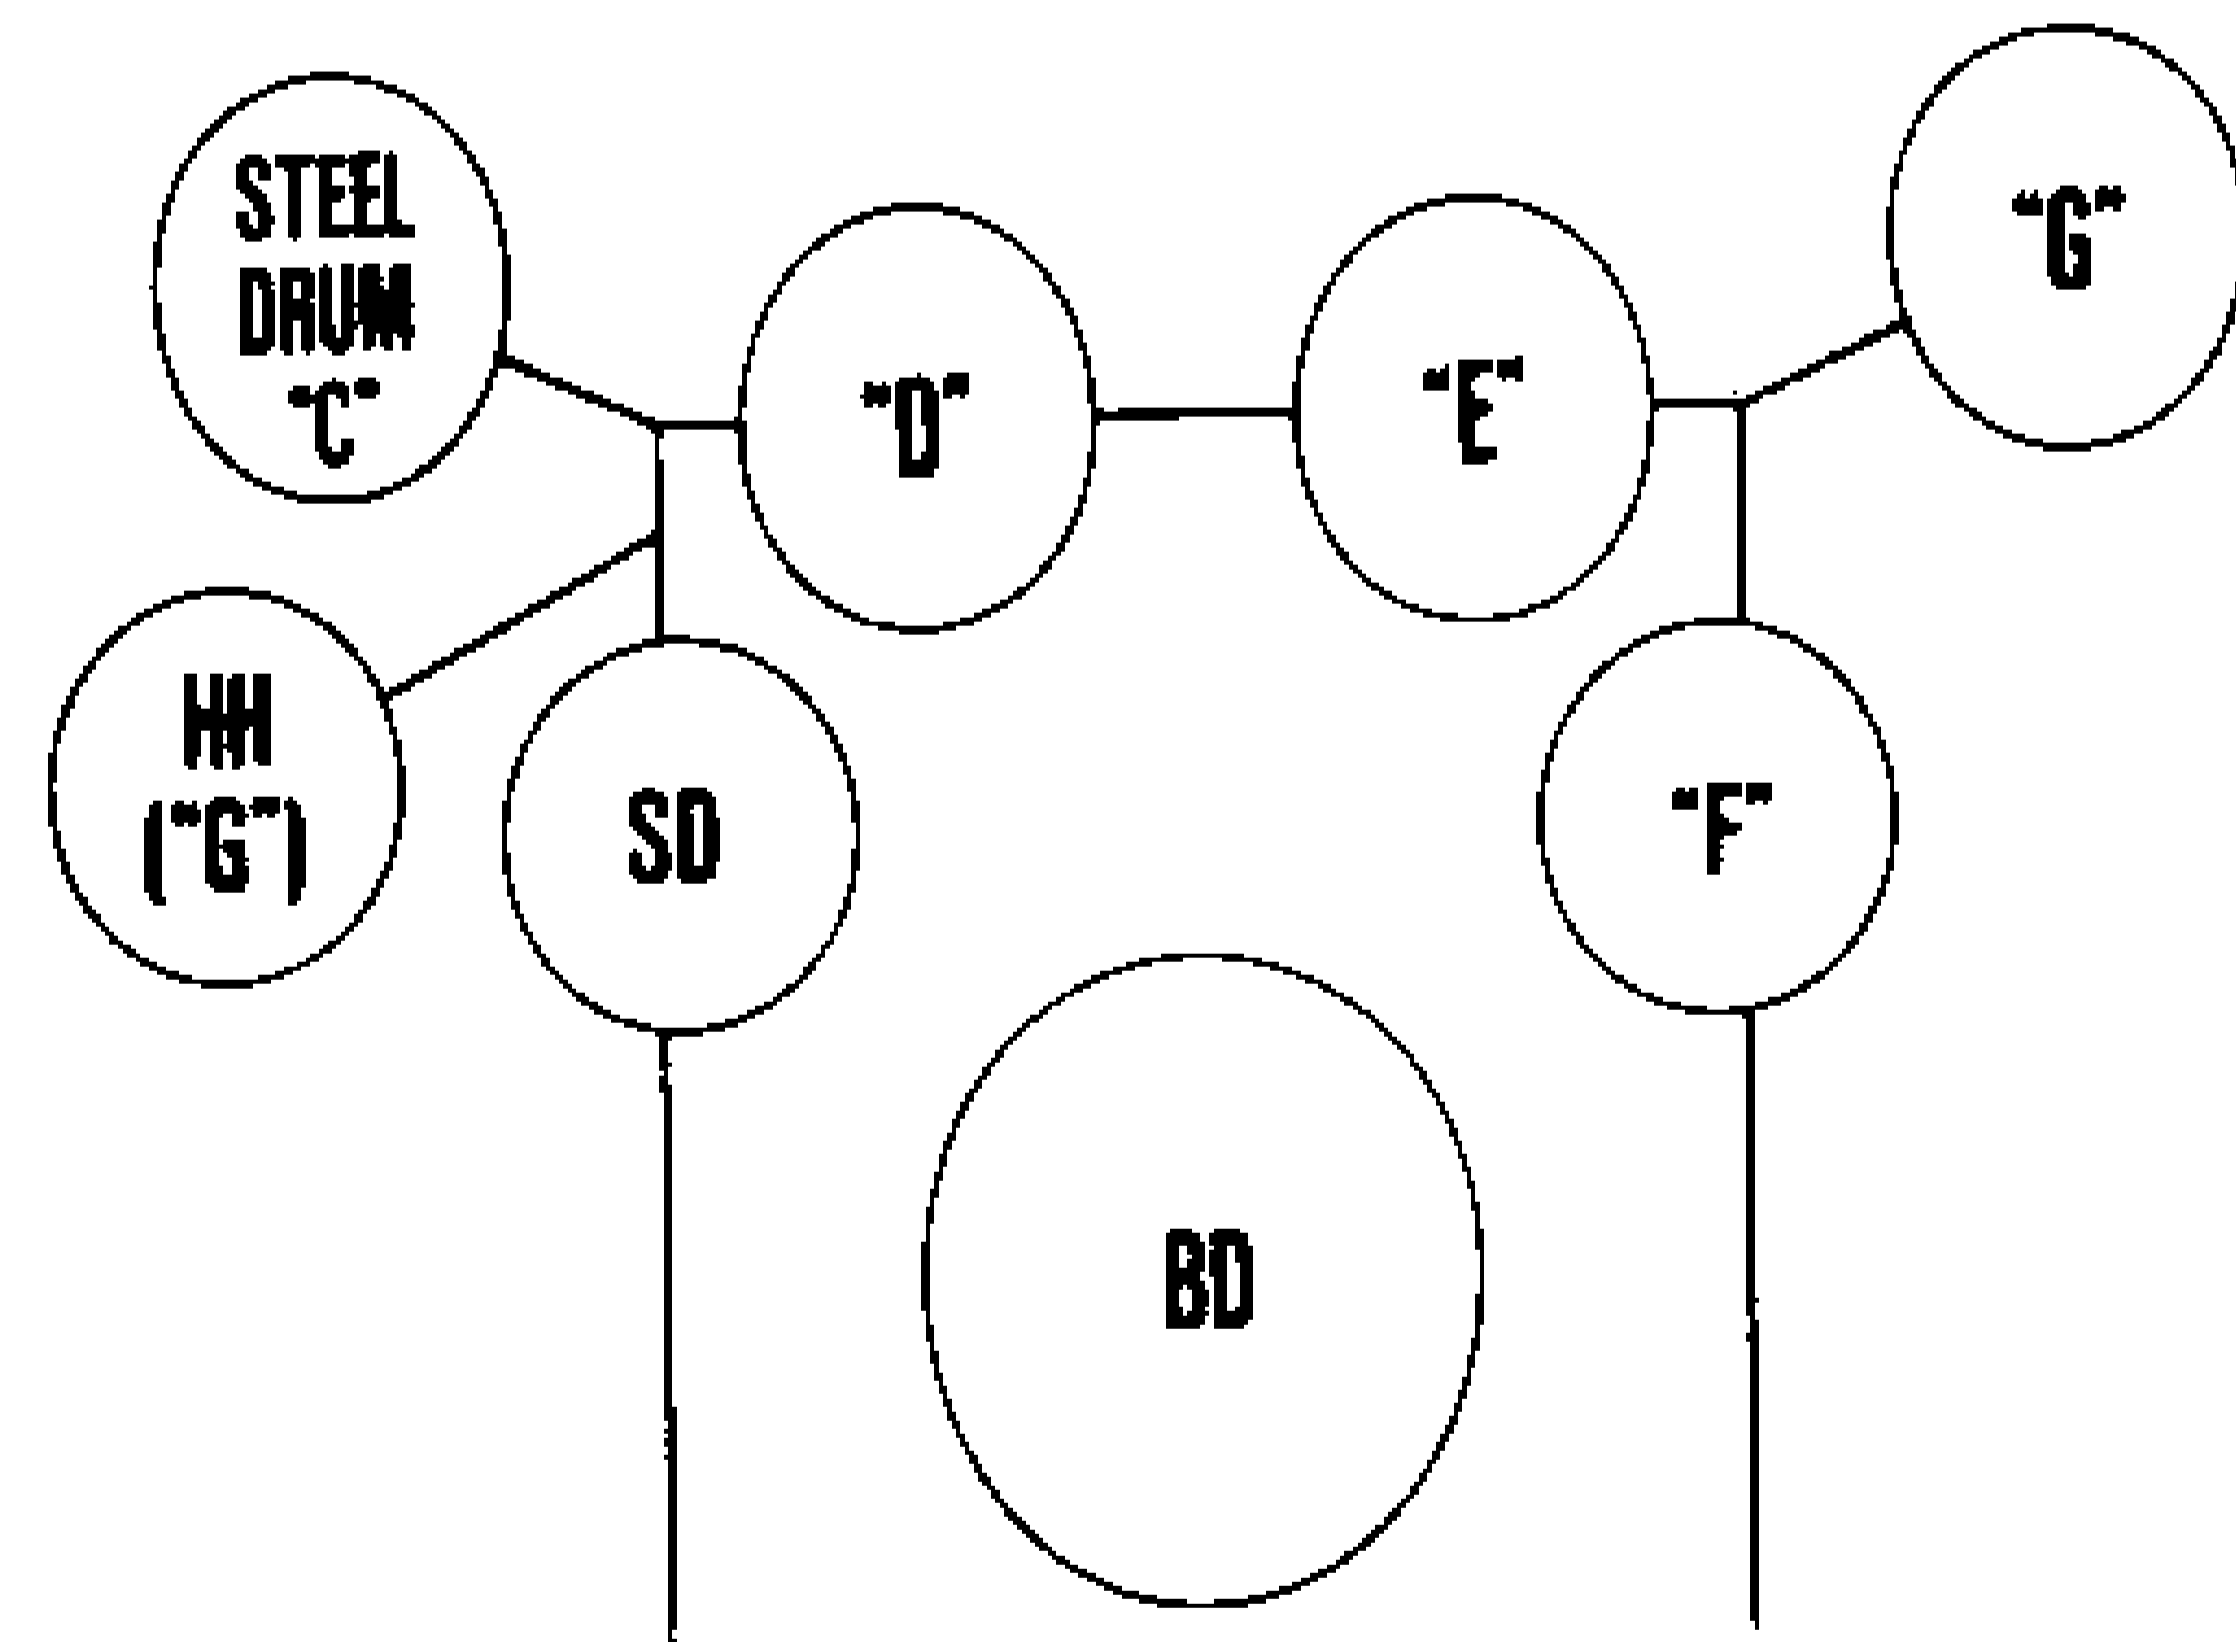 STEEL
DRUM
"C"
"D"
"E"
"G"
HH
("G")
SD
"F"
BD